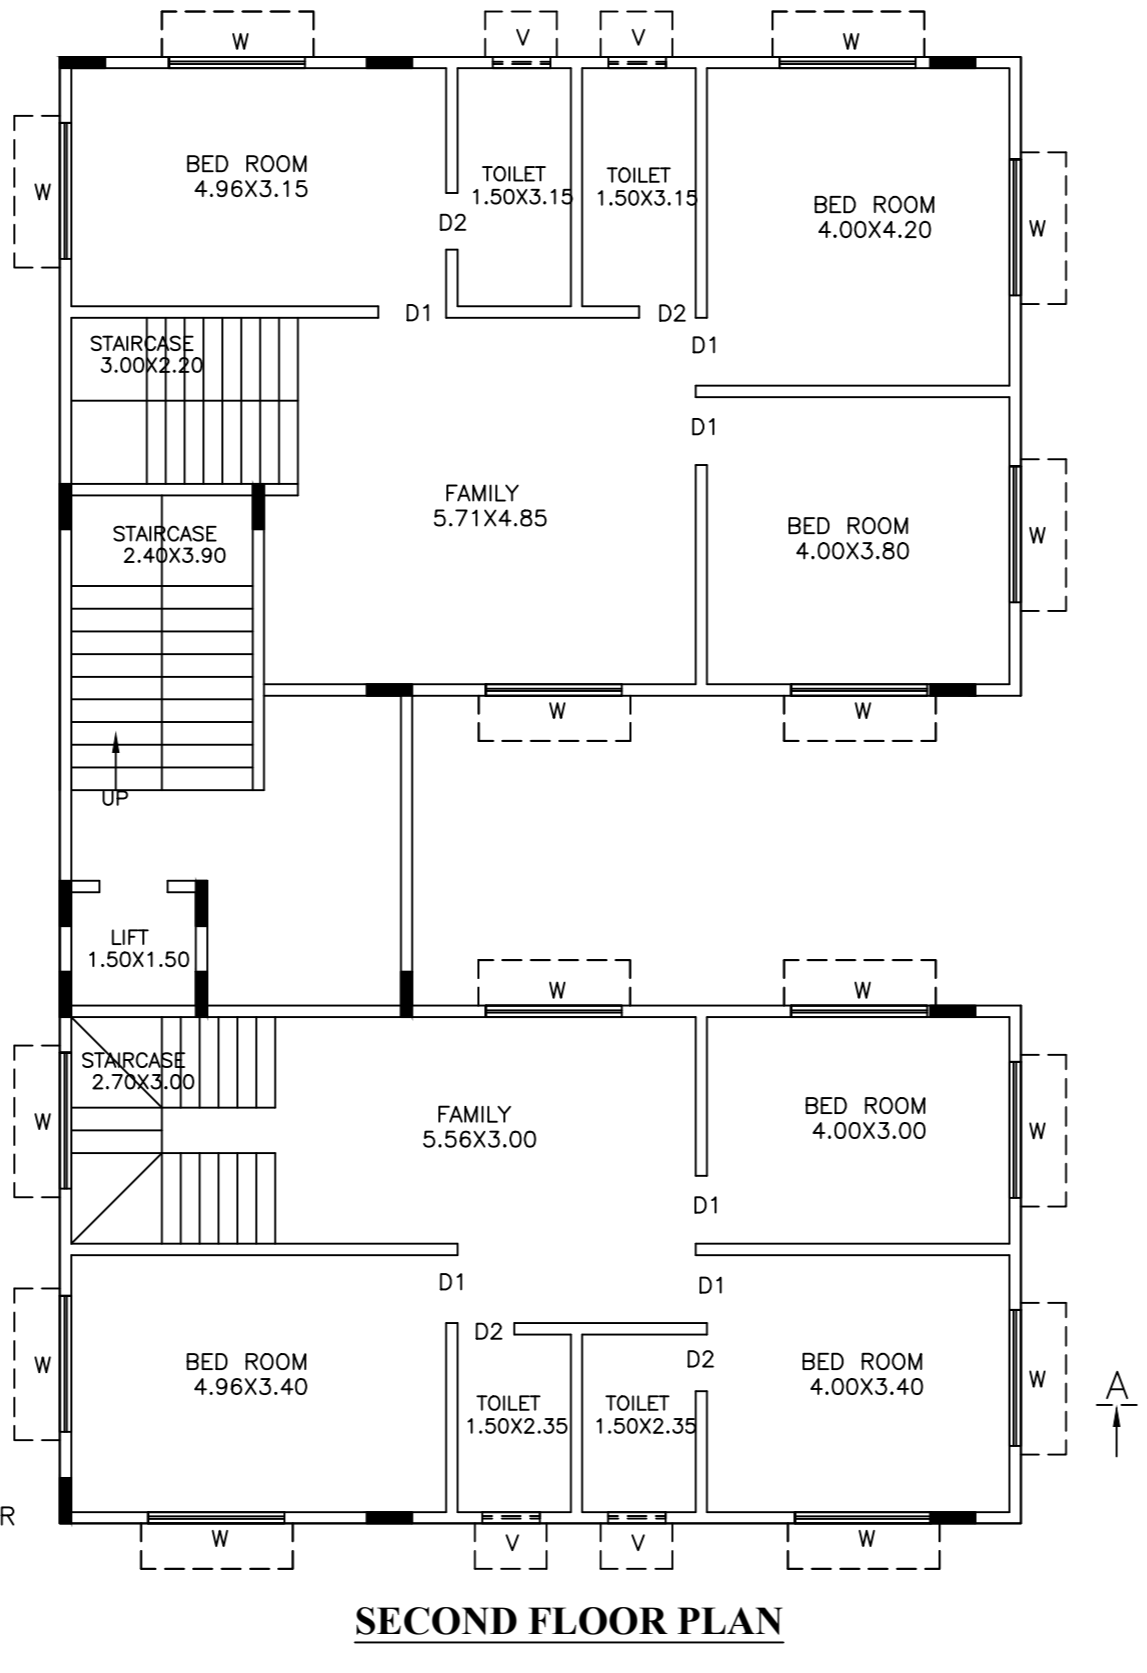 W
V
V
W
BED ROOM
4.96X3.15
TOILET
1.50X3.15
TOILET
1.50X3.15
BED ROOM
4.00X4.20
W
W
D2
D1
D2
D1
STAIRCASE
3.00X2.20
D1
FAMILY
5.71X4.85
BED ROOM
4.00X3.80
W
STAIRCASE
2.40X3.90
W
W
UP
LIFT
1.50X1.50
W
W
STAIRCASE
2.70X3.00
FAMILY
5.56X3.00
BED ROOM
4.00X3.00
W
W
D1
D1
D1
D2
D2
W
BED ROOM
4.96X3.40
TOILET
1.50X2.35
TOILET
1.50X2.35
BED ROOM
4.00X3.40
W
A
R
W
V
V
W
SECOND FLOOR PLAN